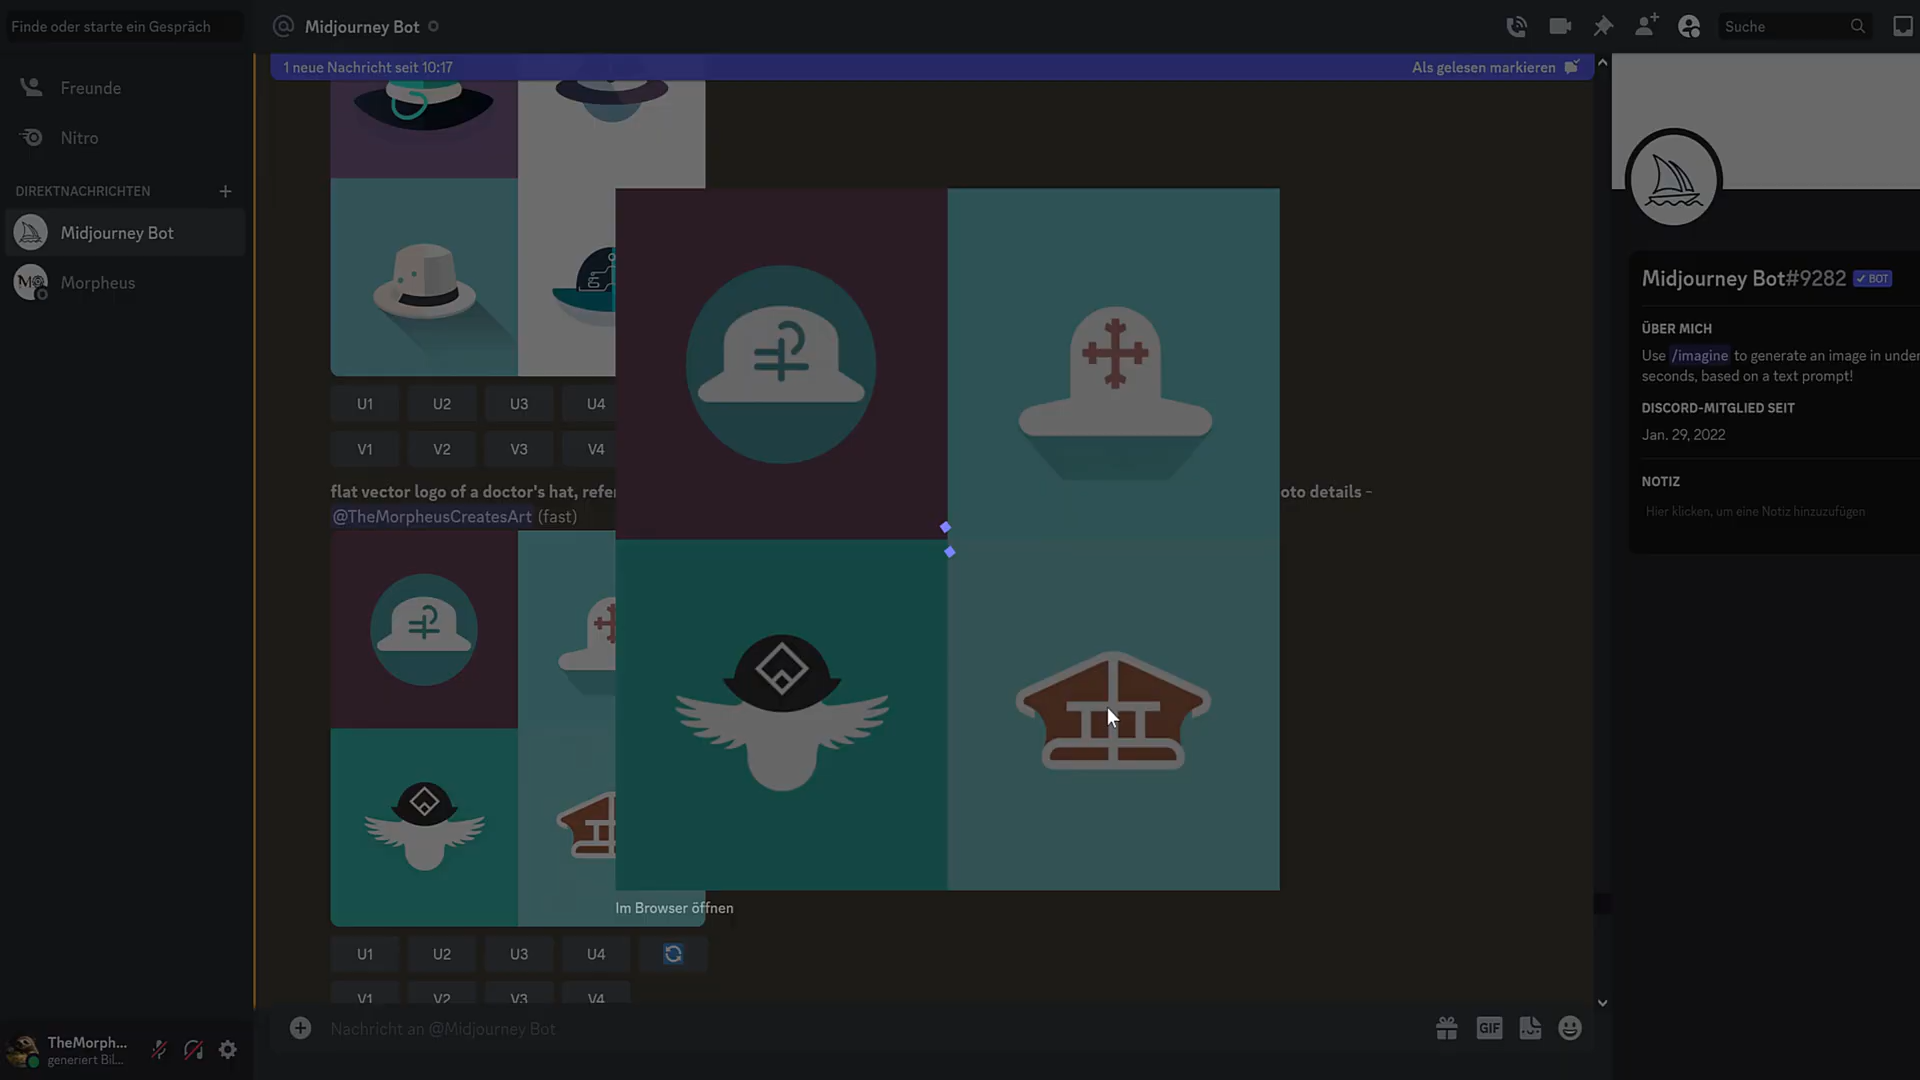 Finde oder starte ein Gespräch
Midjourney Bot
Suche
1 neue Nachricht seit 10:17
Als gelesen markieren
Freunde
Nitro
DIREKTNACHRICHTEN
Midjourney Bot
Morpheus
U1 U2 U3 U4
V1 V2 V3 V4
flat vector logo of a doctor's hat, refer
oto details -
@TheMorpheusCreatesArt (fast)
Im Browser öffnen
U1 U2 U3 U4
V1 V2 V3 V4
Nachricht an @Midjourney Bot
GIF
TheMorph...
generiert Bil...
Midjourney Bot#9282 BOT
ÜBER MICH
Use /imagine to generate an image in under
seconds, based on a text prompt!
DISCORD-MITGLIED SEIT
Jan. 29, 2022
NOTIZ
Hier klicken, um eine Notiz hinzuzufügen